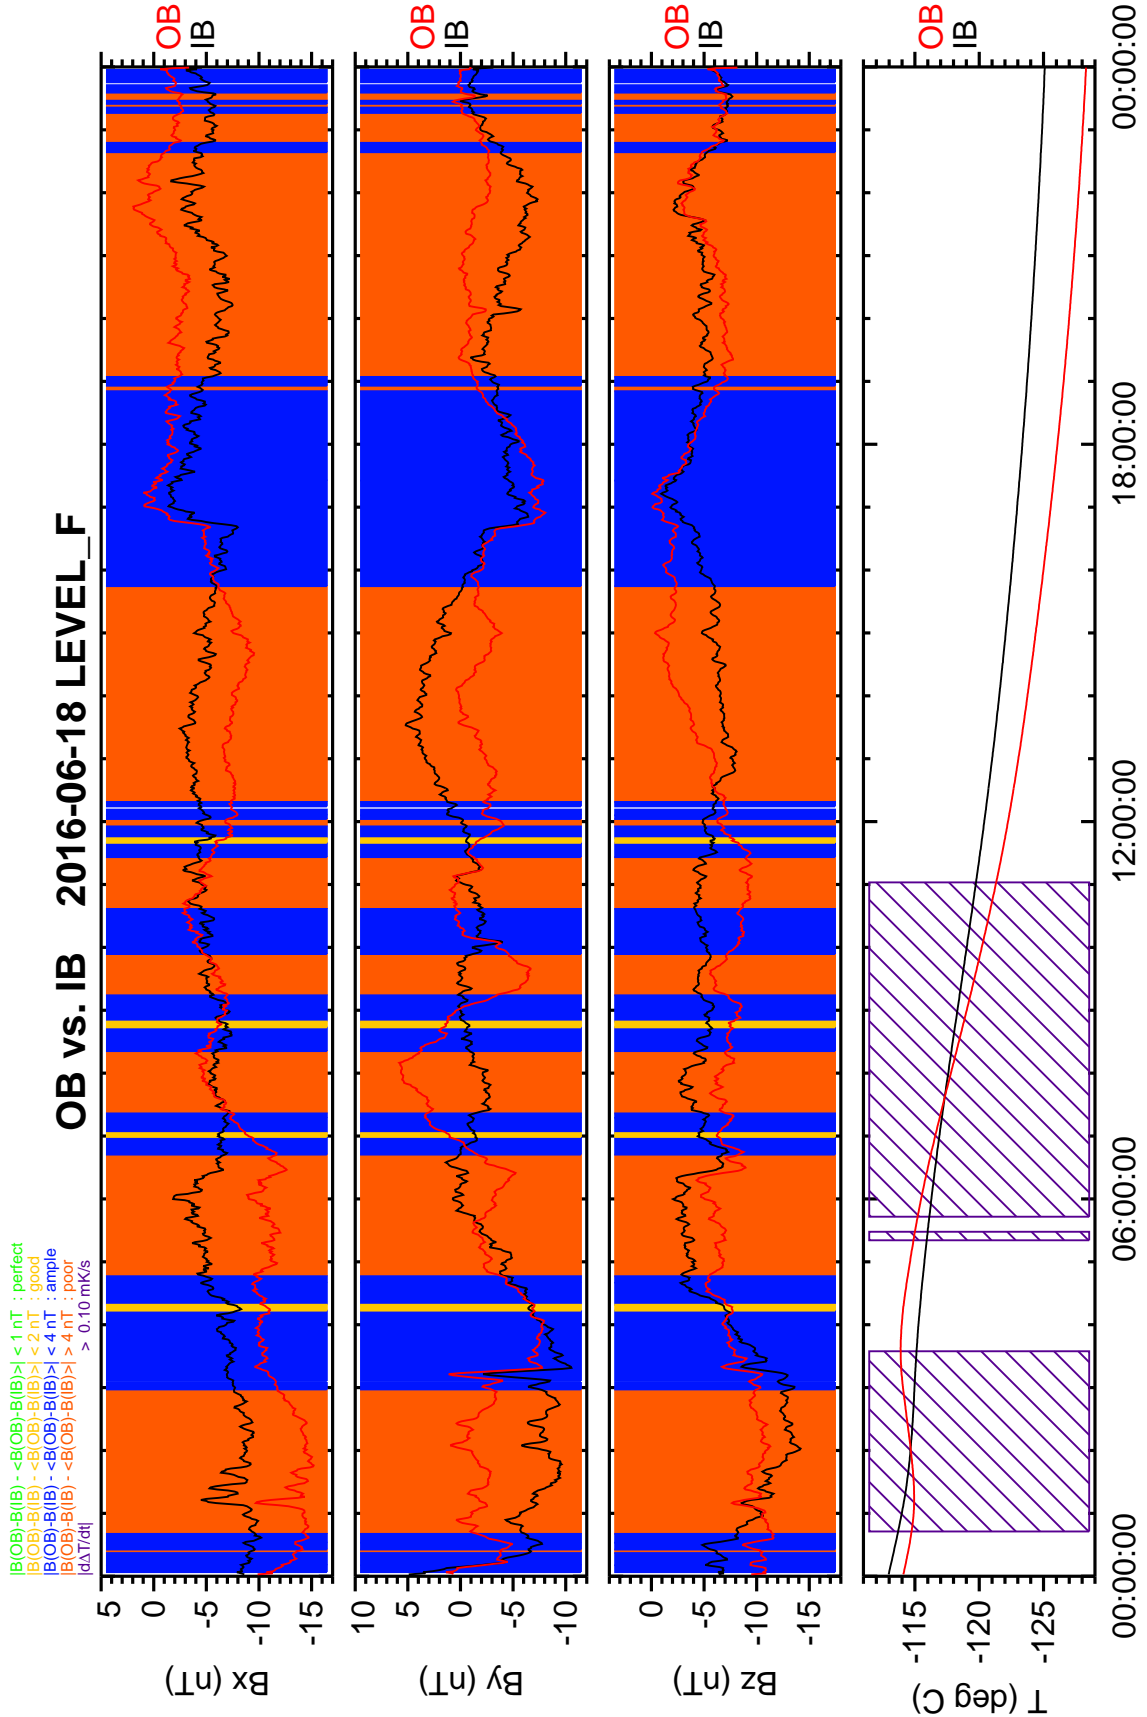 OB vs. IB 2016-06-18 LEVEL_F
|B(OB)-B(IB) - <B(OB)-B(IB)>| < 1 nT : perfect
|B(OB)-B(IB) - <B(OB)-B(IB)>| < 2 nT : good
|B(OB)-B(IB) - <B(OB)-B(IB)>| < 4 nT : ample
|B(OB)-B(IB) - <B(OB)-B(IB)>| > 4 nT : poor
|dΔT/dt| > 0.10 mK/s
Bx (nT)
5
0
-5
-10
-15
OB
IB
By (nT)
10
5
0
-5
-10
OB
IB
Bz (nT)
0
-5
-10
-15
OB
IB
T (deg C)
-115
-120
-125
OB
IB
00:00:00 06:00:00 12:00:00 18:00:00 00:00:00